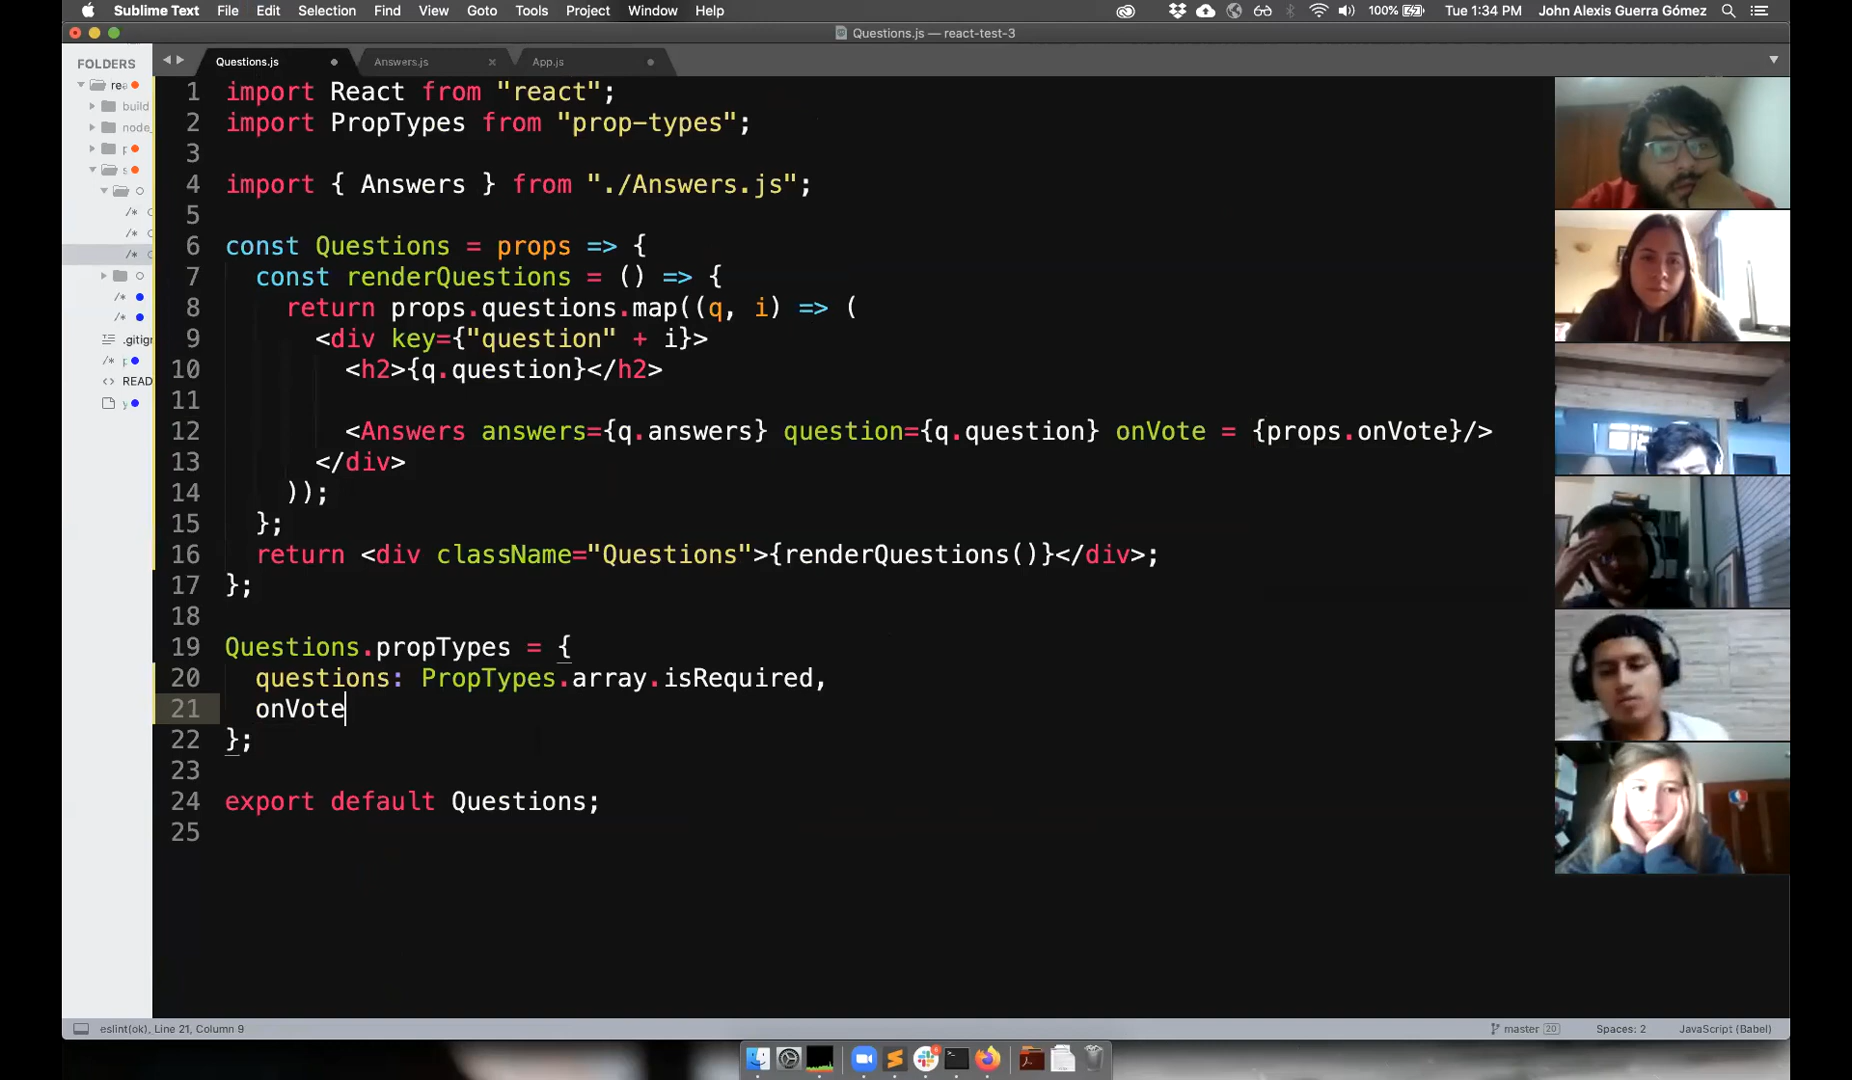 Sublime Text File Edit Selection Find View Goto Tools Project Window Help 100% Tue 1:34 PM John Alexis Guerra Gómez
Questions.js — react-test-3
FOLDERS
Questions.js Answers.js App.js
rea
build
node_
p
s
/*
/*
/*
/*
/*
.gitign
/* p
<> READ
y
1 import React from "react";
2 import PropTypes from "prop-types";
3
4 import { Answers } from "./Answers.js";
5
6 const Questions = props => {
7 const renderQuestions = () => {
8 return props.questions.map((q, i) => (
9 <div key={"question" + i}>
10 <h2>{q.question}</h2>
11
12 <Answers answers={q.answers} question={q.question} onVote = {props.onVote}/>
13 </div>
14 ));
15 };
16 return <div className="Questions">{renderQuestions()}</div>;
17 };
18
19 Questions.propTypes = {
20 questions: PropTypes.array.isRequired,
21 onVote
22 };
23
24 export default Questions;
25
eslint(ok), Line 21, Column 9 master 20 Spaces: 2 JavaScript (Babel)